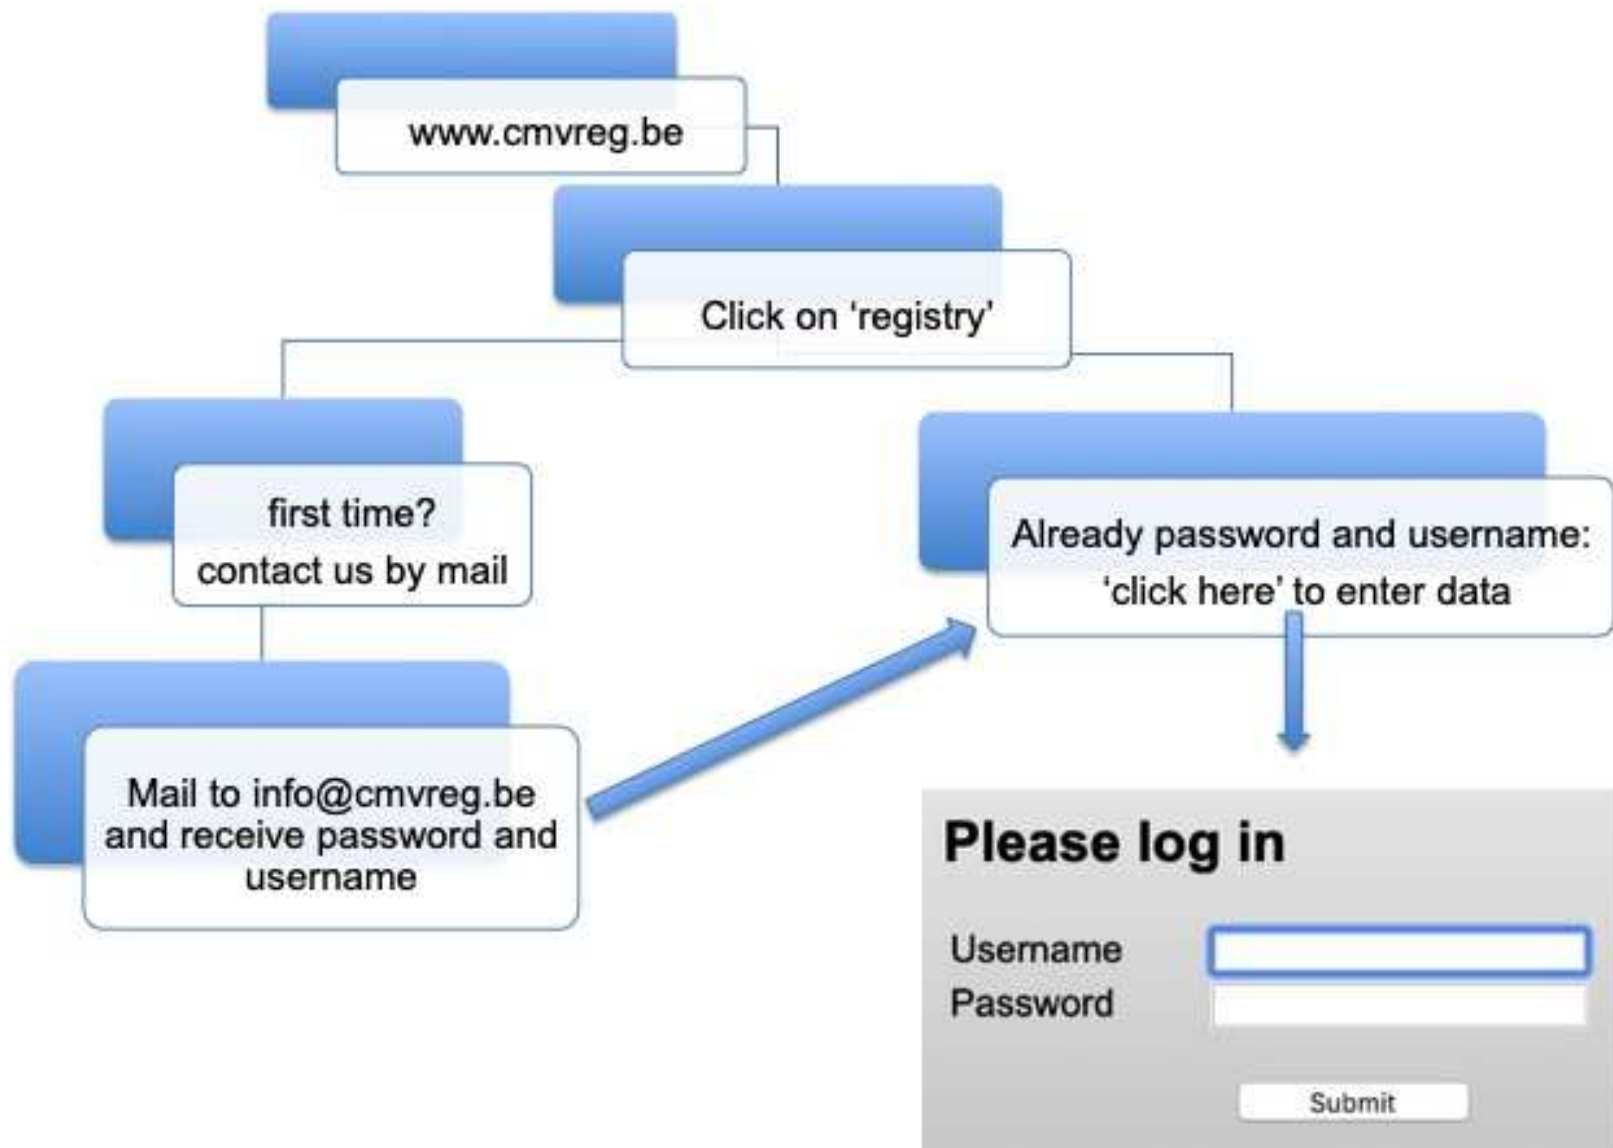 www.cmvreg.be
Click on ‘registry’
first time?
contact us by mail
Already password and username:
‘click here’ to enter data
Mail to info@cmvreg.be
and receive password and
username
Please log in
Username
Password
Submit